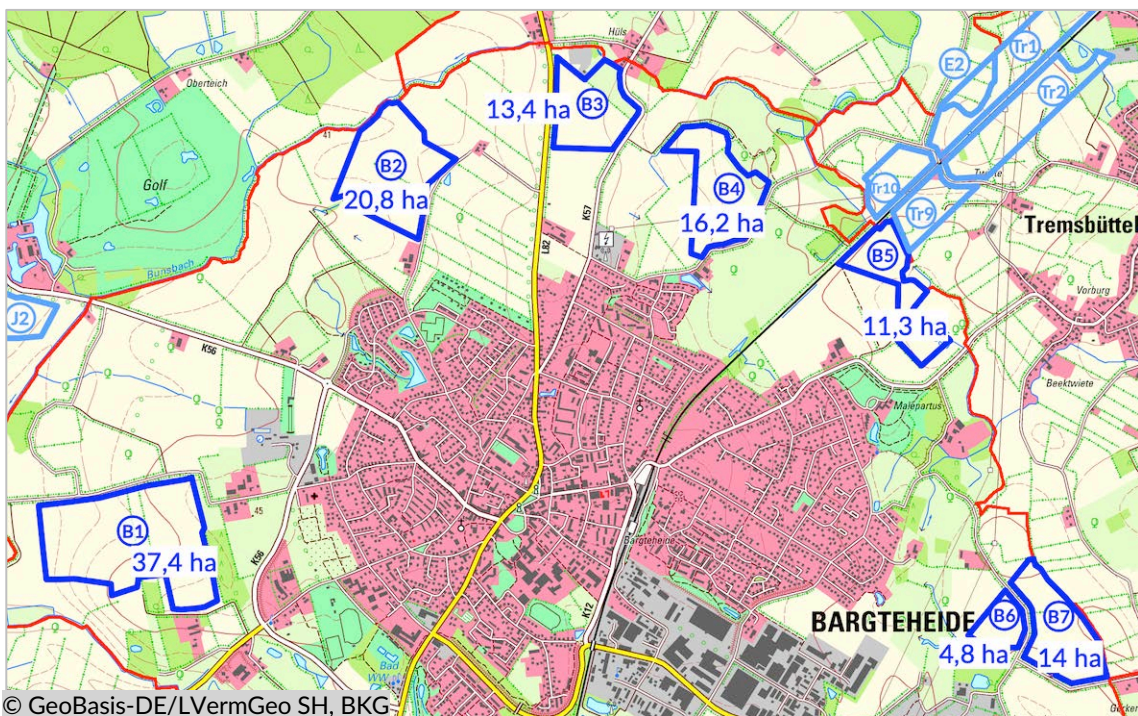 Hüls
Oberteich
41
Golf
Bunsbach
B2
20,8 ha
13,4 ha
B3
L82
K57
B4
16,2 ha
E2
Tr1
Tr2
Tr10
Tr9
Tremsbüttel
B5
11,3 ha
Vorburg
J2
K56
Malepartus
Beektwiete
B1
37,4 ha
45
K56
Bargteheide
K12
BARGTEHEIDE
B6
4,8 ha
B7
14 ha
Bad
© GeoBasis-DE/LVermGeo SH, BKG